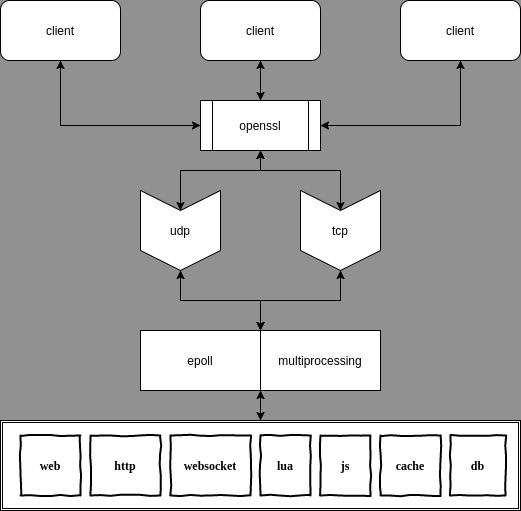 client
client
client
openssl
udp
tcp
epoll
multiprocessing
web
http
websocket
lua
js
cache
db